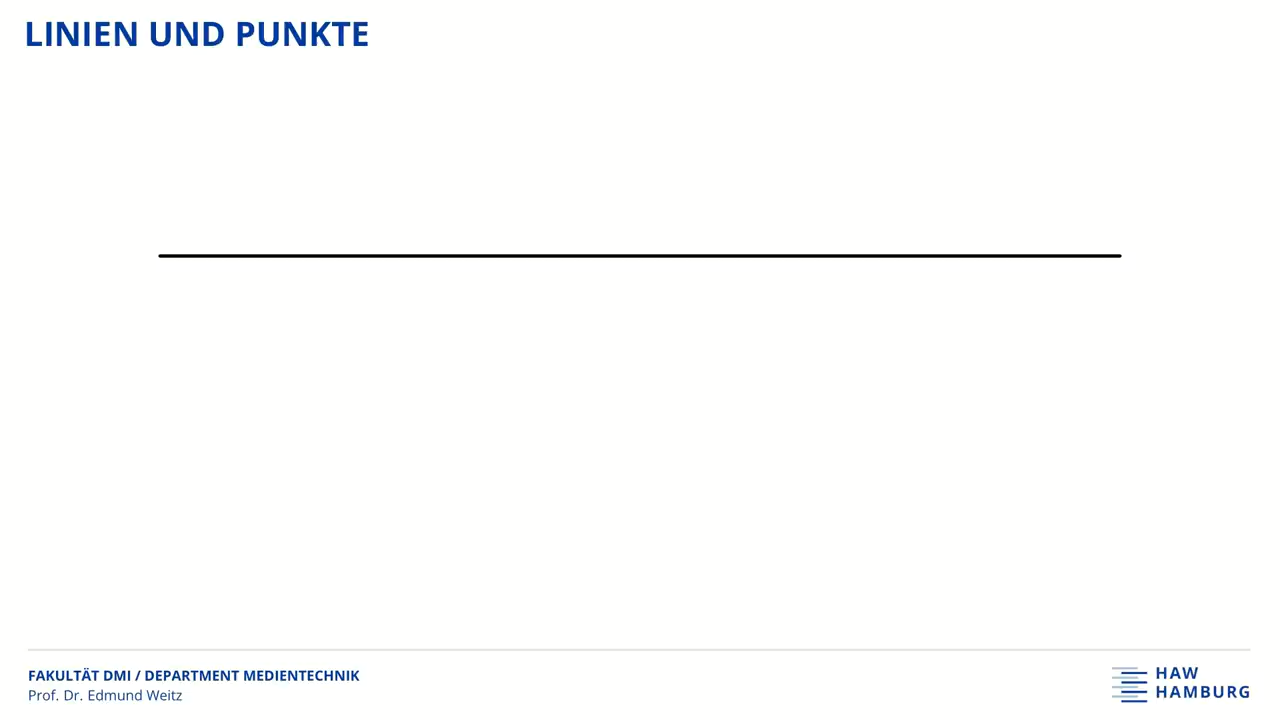 LINIEN UND PUNKTE
FAKULTÄT DMI / DEPARTMENT MEDIENTECHNIK
Prof. Dr. Edmund Weitz
HAW
HAMBURG